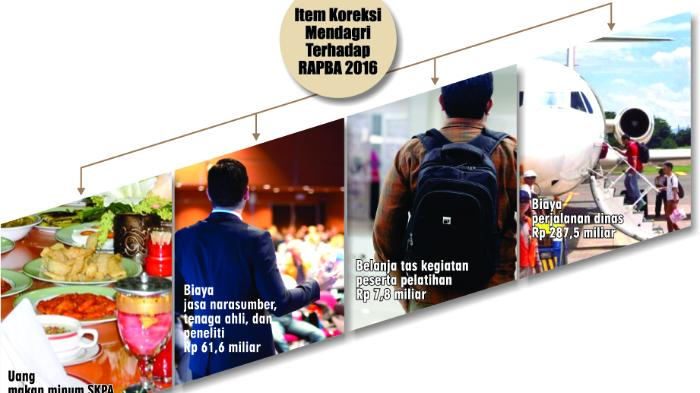 Item Koreksi
Mendagri
Terhadap
RAPBA 2016
Uang
makan minum SKPA
Biaya
jasa narasumber,
tenaga ahli, dan
peneliti
Rp 61,6 miliar
Belanja tas kegiatan
peserta pelatihan
Rp 7,8 miliar
Biaya
perjalanan dinas
Rp 287,5 miliar